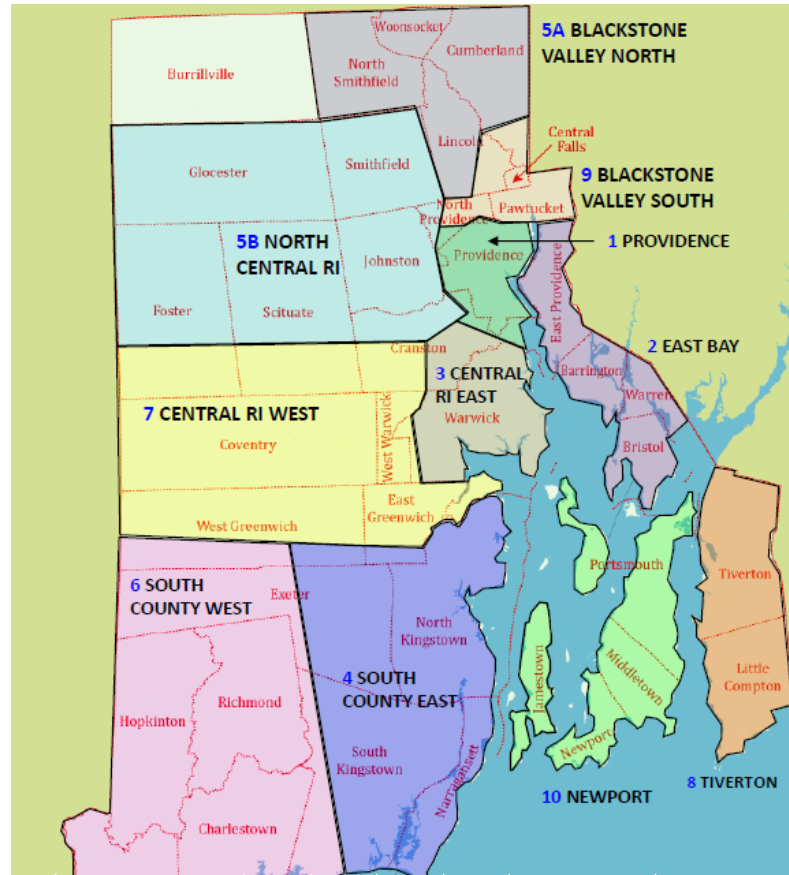 5A BLACKSTONE
VALLEY NORTH
Woonsocket
Cumberland
North
Smithfield
Burrillville
Lincoln
Central
Falls
Smithfield
Glocester
9 BLACKSTONE
VALLEY SOUTH
North
Providence
Pawtucket
5B NORTH
CENTRAL RI
1 PROVIDENCE
Providence
Johnston
Foster
Scituate
East Providence
Cranston
2 EAST BAY
3 CENTRAL
RI EAST
Barrington
Warren
7 CENTRAL RI WEST
Warwick
West Warwick
Coventry
Bristol
East
Greenwich
West Greenwich
Portsmouth
Tiverton
6 SOUTH
COUNTY WEST
Exeter
North
Kingstown
Little
Compton
4 SOUTH
COUNTY EAST
Jamestown
Middletown
Richmond
Hopkinton
South
Kingstown
Narragansett
Newport
8 TIVERTON
10 NEWPORT
Charlestown